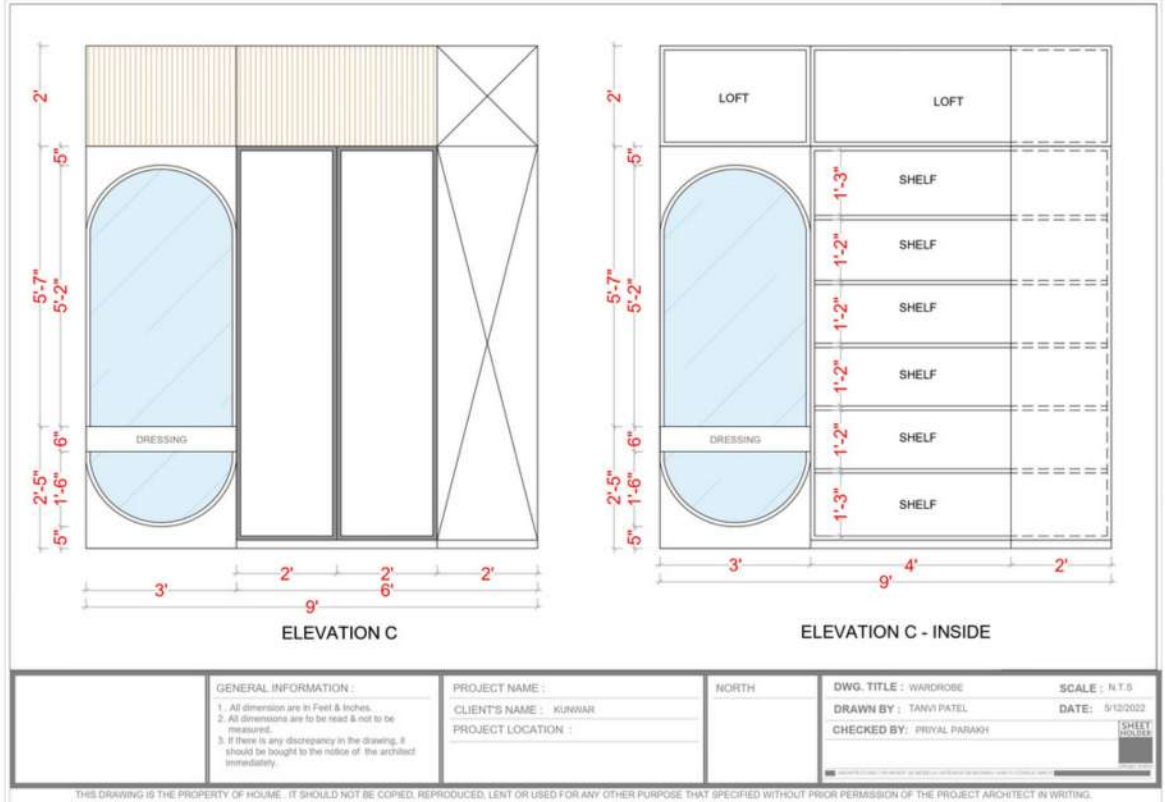 2'
5"
5'-7"
5'-2"
6"
2'-5"
1'-6"
5"
DRESSING
2'
2'
2'
3'
6'
9'
ELEVATION C
2'
5"
5'-7"
5'-2"
6"
2'-5"
1'-6"
5"
LOFT
LOFT
1'-3"
SHELF
1'-2"
SHELF
1'-2"
SHELF
1'-2"
SHELF
1'-2"
SHELF
1'-3"
SHELF
DRESSING
3'
4'
2'
9'
ELEVATION C - INSIDE
GENERAL INFORMATION :
1 . All dimension are in Feet & Inches.
2. All dimensions are to be read & not to be
measured.
3. If there is any discrepancy in the drawing, it
should be bought to the notice of the architect
immediately.
PROJECT NAME :
CLIENT'S NAME : KUNWAR
PROJECT LOCATION :
NORTH
DWG. TITLE : WARDROBE
SCALE : N.T.S
DRAWN BY : TANVI PATEL
DATE: 5/12/2022
CHECKED BY: PRIYAL PARAKH
SHEET
HOLDER:
THIS DRAWING IS THE PROPERTY OF HOUME . IT SHOULD NOT BE COPIED, REPRODUCED, LENT OR USED FOR ANY OTHER PURPOSE THAT SPECIFIED WITHOUT PRIOR PERMISSION OF THE PROJECT ARCHITECT IN WRITING.